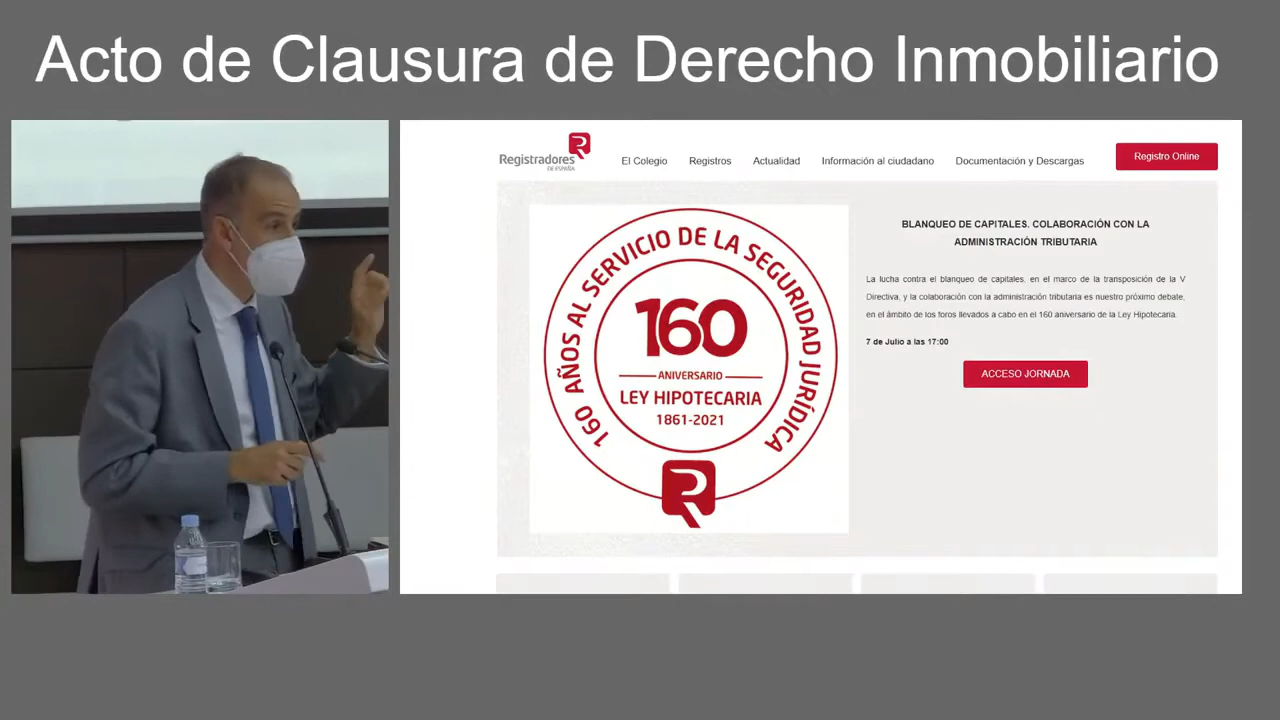 Acto de Clausura de Derecho Inmobiliario
Registradores
DE ESPAÑA
El Colegio
Registros
Actualidad
Información al ciudadano
Documentación y Descargas
Registro Online
160 AÑOS AL SERVICIO DE LA SEGURIDAD JURÍDICA
160
ANIVERSARIO
LEY HIPOTECARIA
1861-2021
BLANQUEO DE CAPITALES. COLABORACIÓN CON LA
ADMINISTRACIÓN TRIBUTARIA
La lucha contra el blanqueo de capitales, en el marco de la transposición de la V
Directiva, y la colaboración con la administración tributaria es nuestro próximo debate,
en el ámbito de los foros llevados a cabo en el 160 aniversario de la Ley Hipotecaria.
7 de Julio a las 17:00
ACCESO JORNADA